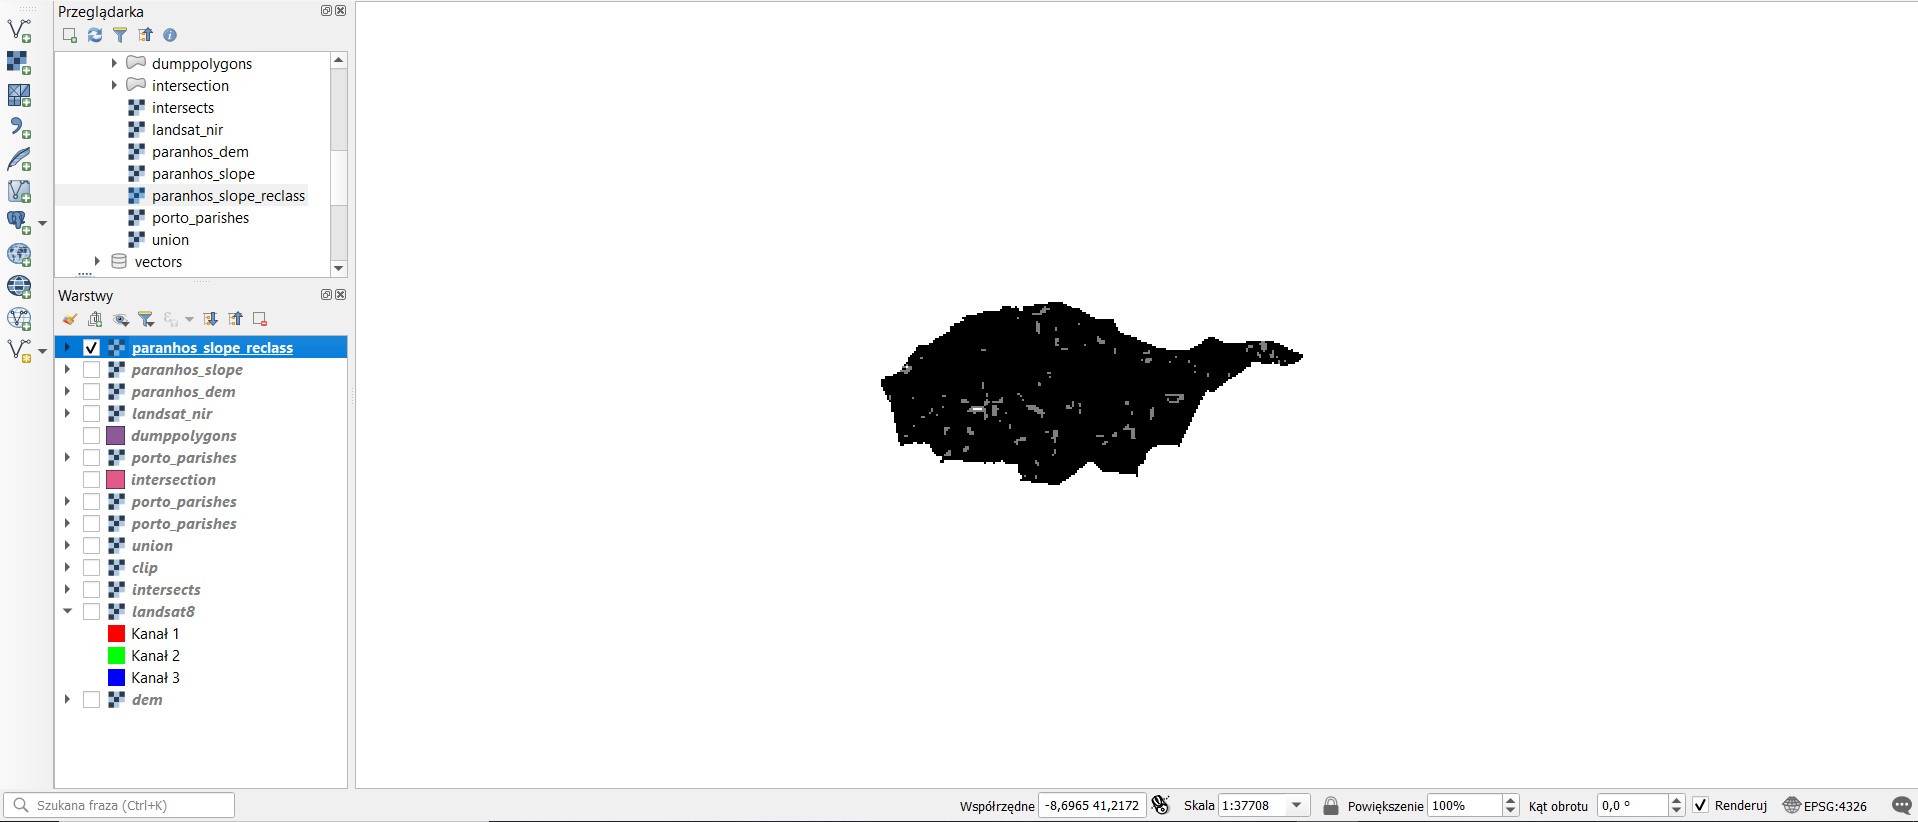 Przeglądarka
dumppolygons
intersection
intersects
landsat_nir
paranhos_dem
paranhos_slope
paranhos_slope_reclass
porto_parishes
union
vectors
Warstwy
paranhos_slope_reclass
paranhos_slope
paranhos_dem
landsat_nir
dumppolygons
porto_parishes
intersection
porto_parishes
porto_parishes
union
clip
intersects
landsat8
Kanał 1
Kanał 2
Kanał 3
dem
Szukana fraza (Ctrl+K) Współrzędne -8,6965 41,2172 Skala 1:37708 Powiększenie 100% Kąt obrotu 0,0 ° Renderuj EPSG:4326